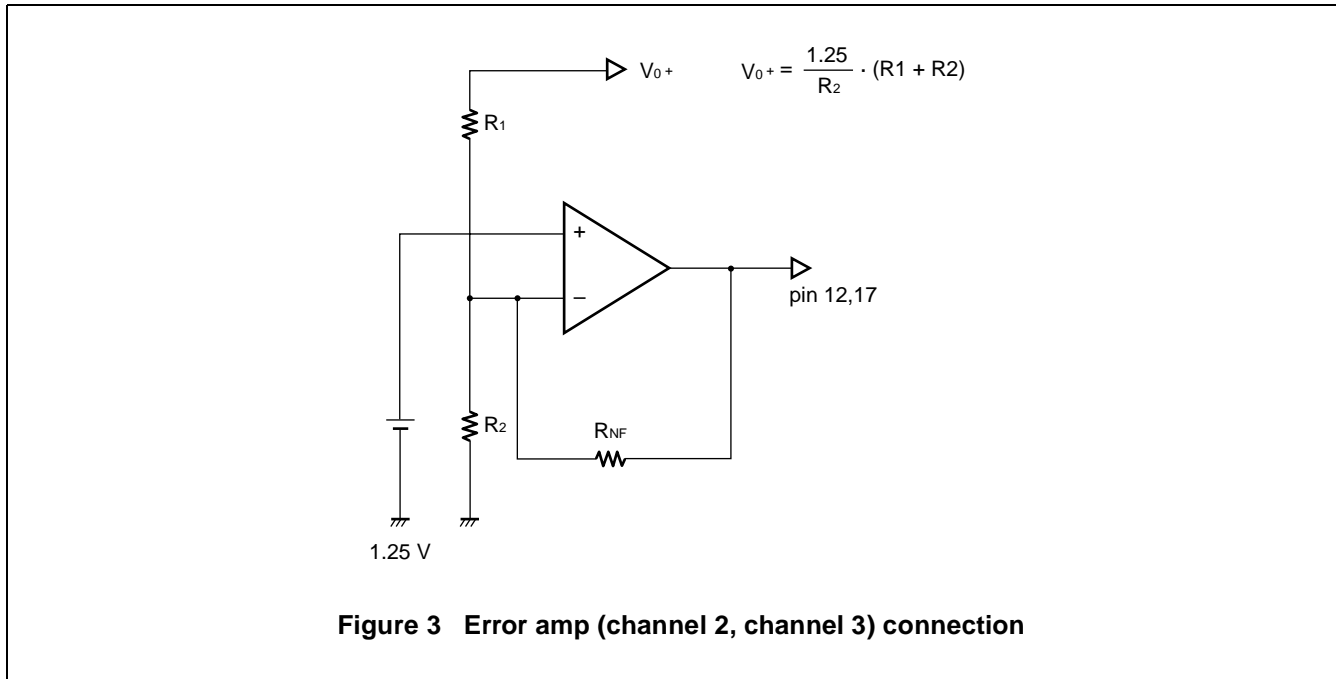 V0 +
V0 + = 1.25 / R2 · (R1 + R2)
R1
+
−
pin 12,17
R2
RNF
1.25 V
Figure 3 Error amp (channel 2, channel 3) connection